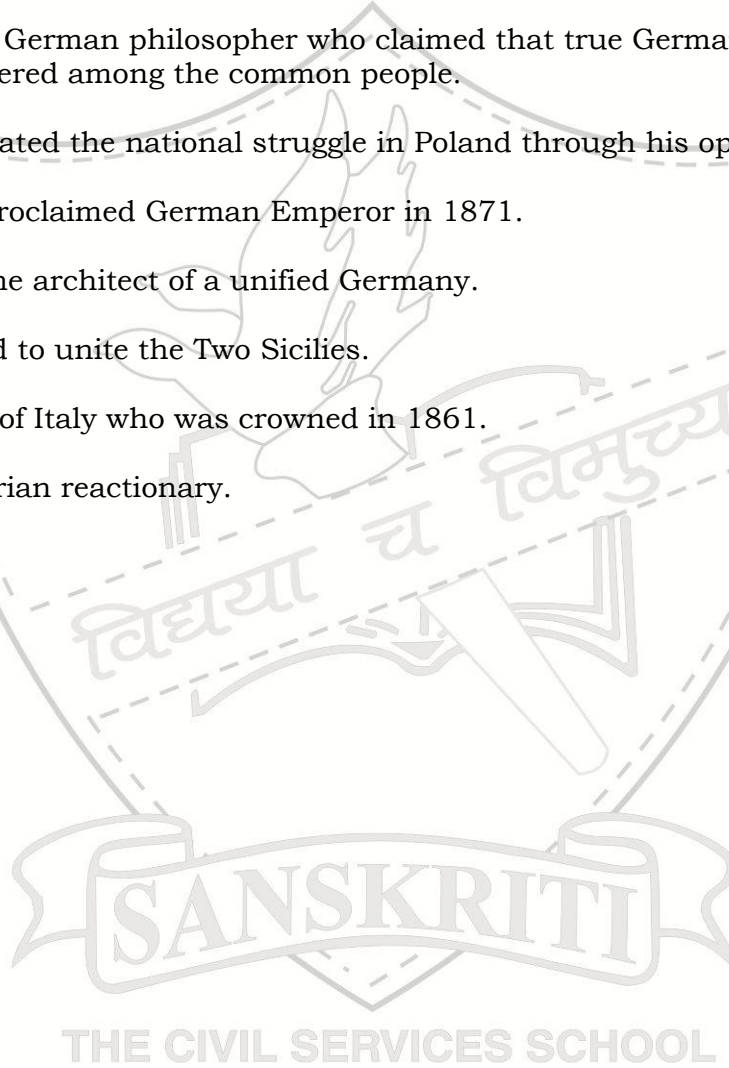 German philosopher who claimed that true Germa
ered among the common people.
ated the national struggle in Poland through his op
roclaimed German Emperor in 1871.
ne architect of a unified Germany.
d to unite the Two Sicilies.
of Italy who was crowned in 1861.
rian reactionary.
विद्यया च विमुच्य
SANSKRITI
THE CIVIL SERVICES SCHOOL